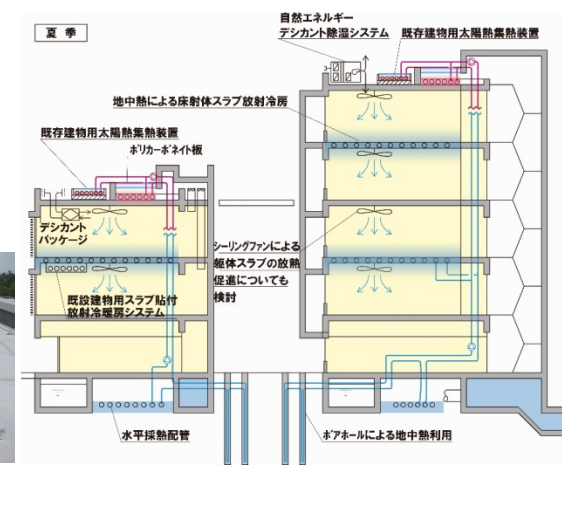 夏 季
自然エネルギー
デシカント除湿システム
既存建物用太陽熱集熱装置
地中熱による床射体スラブ放射冷房
既存建物用太陽熱集熱装置
ポリカーボネイト板
デシカント
パッケージ
シーリングファンによる
躯体スラブの放熱
促進についても
検討
既設建物用スラブ貼付
放射冷暖房システム
水平採熱配管
ボアホールによる地中熱利用